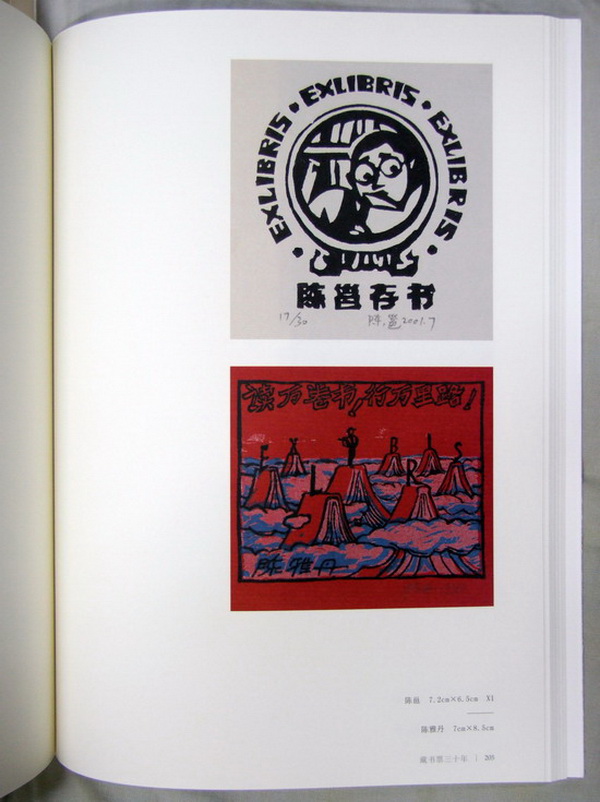 EXLIBRIS · EXLIBRIS · EXLIBRIS
陈邕存书
17/30 陈邕 2001.7
读万卷书！行万里路！
EXLIBRIS
陈雅丹
陈邕 7.2cm×6.5cm X1
陈雅丹 7cm×8.5cm
藏书票三十年 | 205